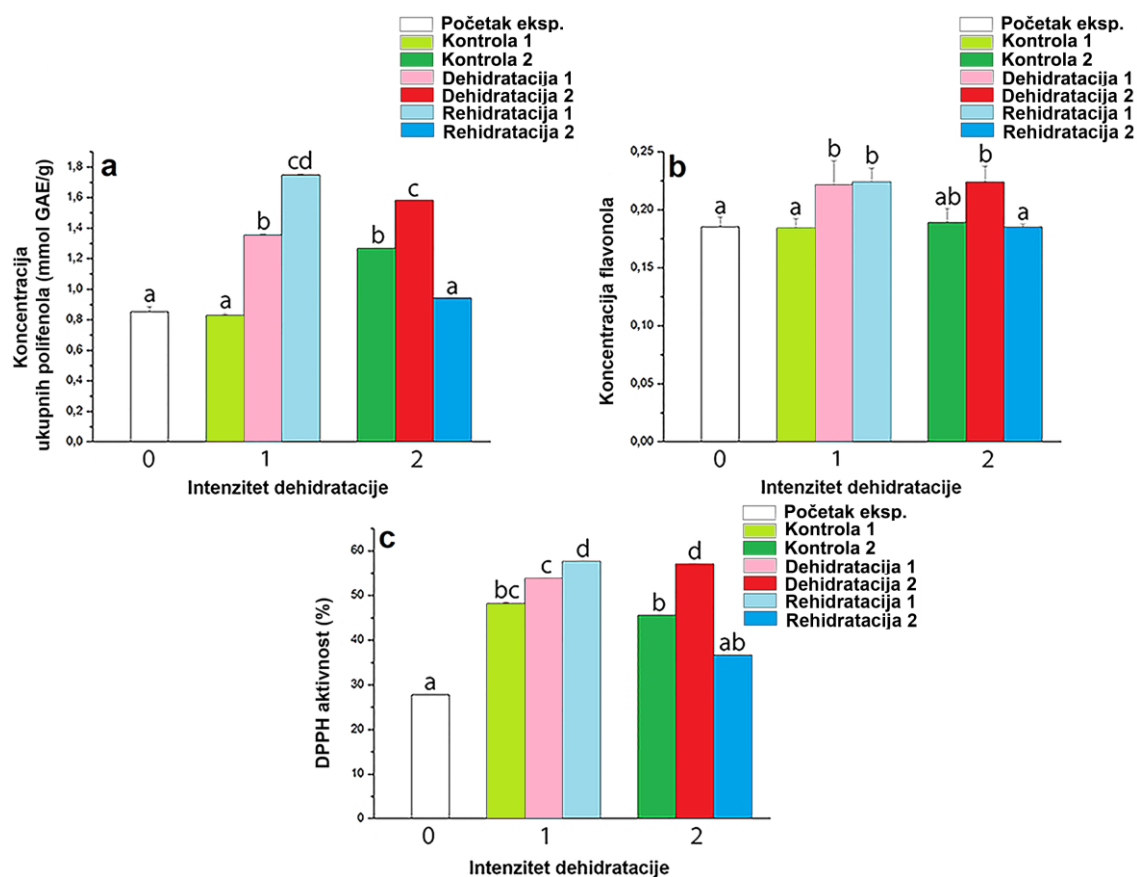 Početak eksp.
Kontrola 1
Kontrola 2
Dehidratacija 1
Dehidratacija 2
Rehidratacija 1
Rehidratacija 2
a
Koncentracija
ukupnih polifenola (mmol GAE/g)
1,8
1,6
1,4
1,2
1,0
0,8
0,6
0,4
0,2
0,0
a
a
b
cd
b
c
a
0
1
2
Intenzitet dehidratacije
Početak eksp.
Kontrola 1
Kontrola 2
Dehidratacija 1
Dehidratacija 2
Rehidratacija 1
Rehidratacija 2
b
Koncentracija flavonola
0,25
0,20
0,15
0,10
0,05
0,00
a
a
b
b
ab
b
a
0
1
2
Intenzitet dehidratacije
Početak eksp.
Kontrola 1
Kontrola 2
Dehidratacija 1
Dehidratacija 2
Rehidratacija 1
Rehidratacija 2
c
DPPH aktivnost (%)
60
50
40
30
20
10
0
a
bc
c
d
b
d
ab
0
1
2
Intenzitet dehidratacije